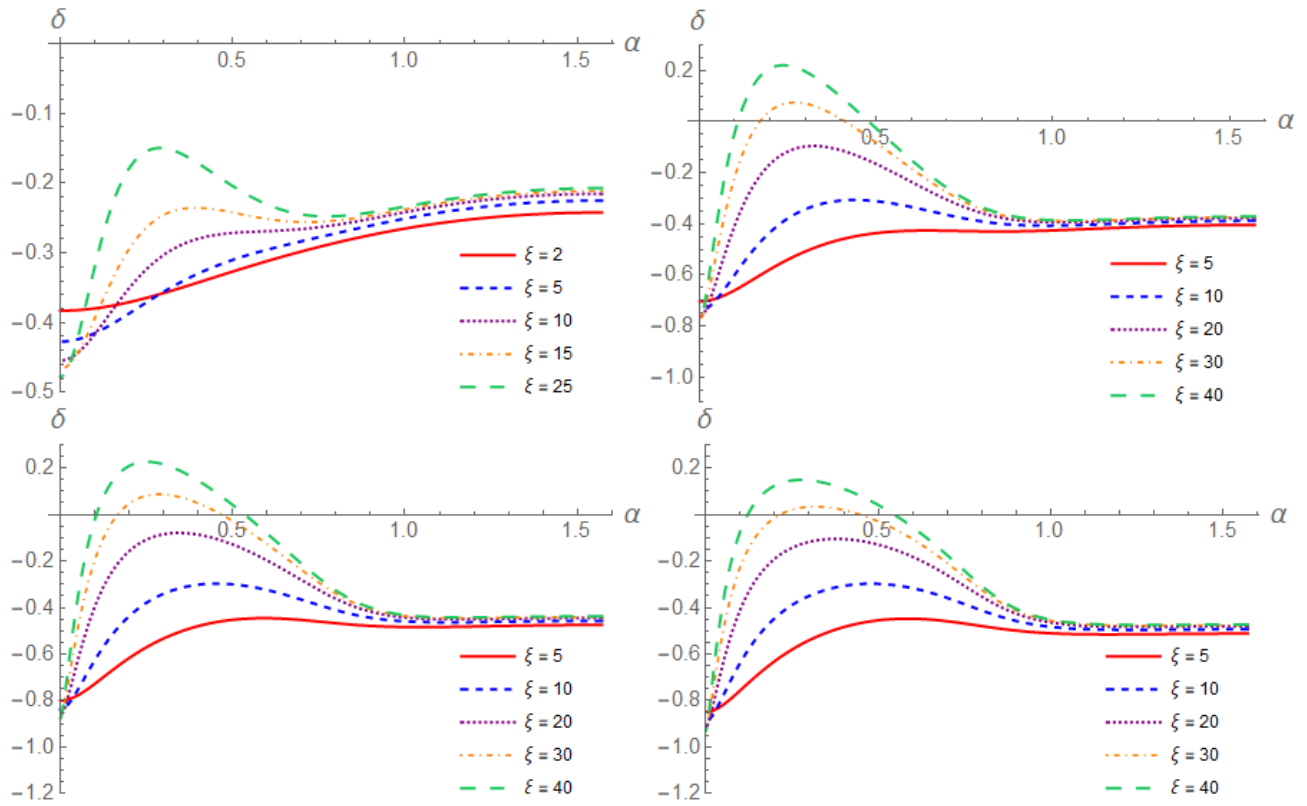 δ
α
0.5 1.0 1.5
−0.1
−0.2
−0.3
−0.4
−0.5
ξ = 2
ξ = 5
ξ = 10
ξ = 15
ξ = 25
δ
α
0.5 1.0 1.5
0.2
−0.2
−0.4
−0.6
−0.8
−1.0
ξ = 5
ξ = 10
ξ = 20
ξ = 30
ξ = 40
δ
α
0.5 1.0 1.5
0.2
−0.2
−0.4
−0.6
−0.8
−1.0
−1.2
ξ = 5
ξ = 10
ξ = 20
ξ = 30
ξ = 40
δ
α
0.5 1.0 1.5
0.2
−0.2
−0.4
−0.6
−0.8
−1.0
−1.2
ξ = 5
ξ = 10
ξ = 20
ξ = 30
ξ = 40